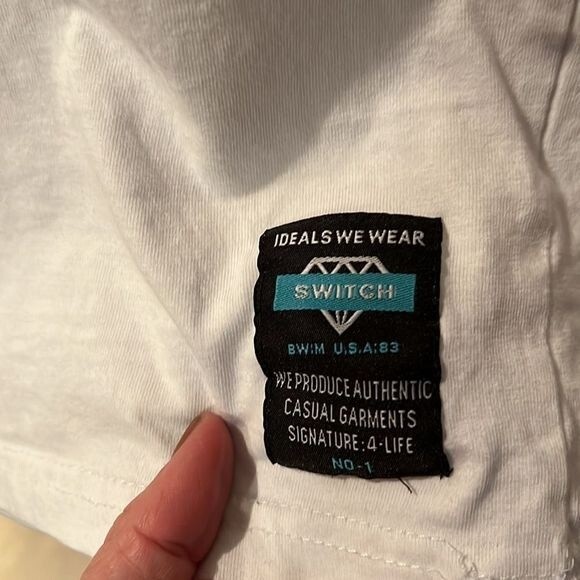 IDEALS WE WEAR
SWITCH
BW:M U.S.A:83
WE PRODUCE AUTHENTIC
CASUAL GARMENTS
SIGNATURE:4-LIFE
NO-1